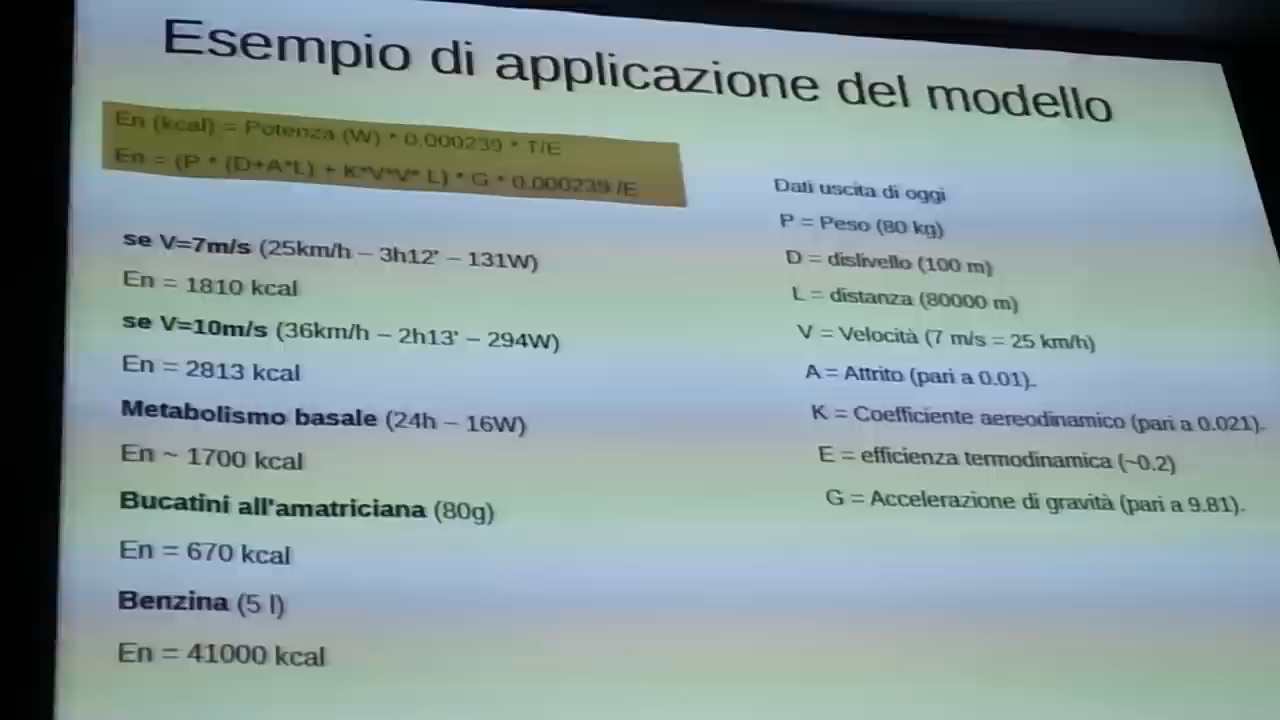 Esempio di applicazione del modello
En (kcal) = Potenza (W) * 0,000239 * T/E
En = (P * (D+A*L) + K*V*V* L) * G * 0.000239 /E
se V=7m/s (25km/h – 3h12' – 131W)
En = 1810 kcal
se V=10m/s (36km/h – 2h13' – 294W)
En = 2813 kcal
Metabolismo basale (24h – 16W)
En ~ 1700 kcal
Bucatini all'amatriciana (80g)
En = 670 kcal
Benzina (5 l)
En = 41000 kcal
Dati uscita di oggi
P = Peso (80 kg)
D = dislivello (100 m)
L = distanza (80000 m)
V = Velocità (7 m/s = 25 km/h)
A = Attrito (pari a 0.01).
K = Coefficiente aereodinamico (pari a 0.021).
E = efficienza termodinamica (~0.2)
G = Accelerazione di gravità (pari a 9.81).